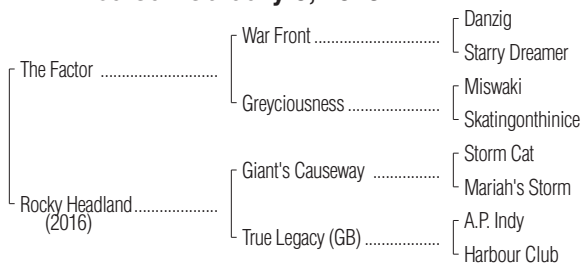 Danzig
War Front
Starry Dreamer
The Factor
Miswaki
Greyciousness
Skatingonthinice
Storm Cat
Giant's Causeway
Mariah's Storm
Rocky Headland
(2016)
A.P. Indy
True Legacy (GB)
Harbour Club